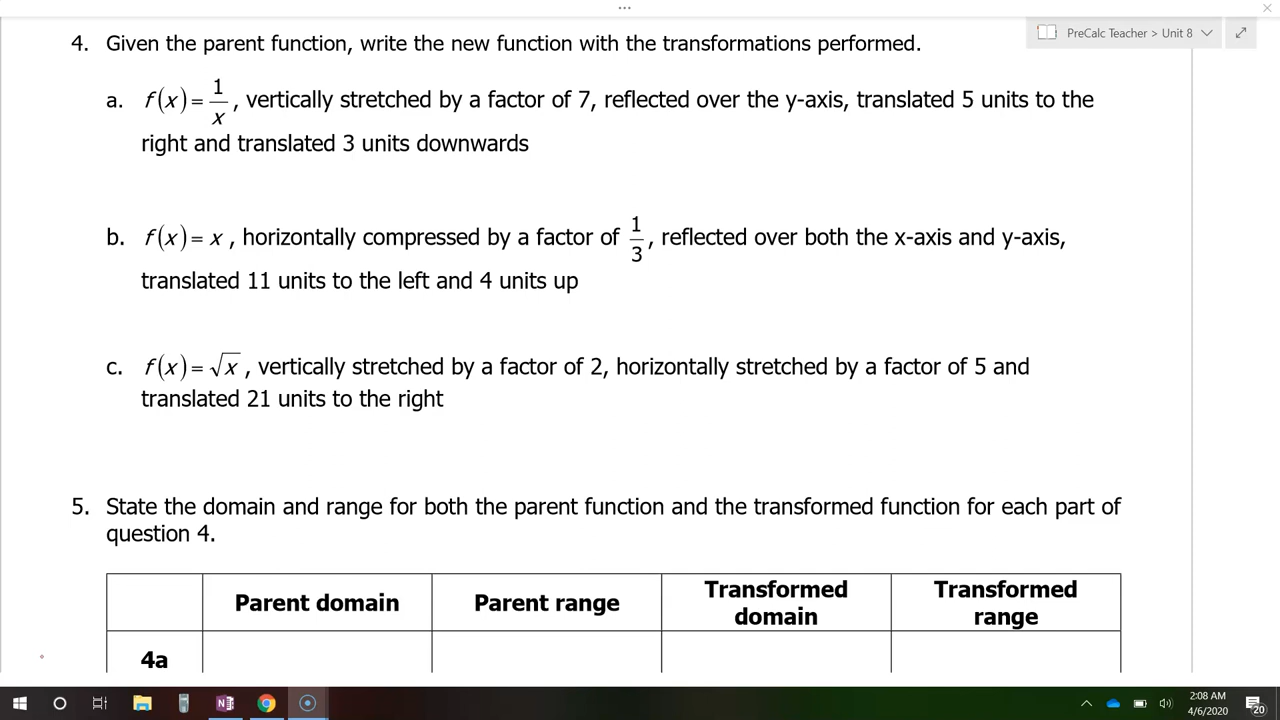 ...
PreCalc Teacher > Unit 8
4. Given the parent function, write the new function with the transformations performed.
a. f(x) = 1/x , vertically stretched by a factor of 7, reflected over the y-axis, translated 5 units to the
right and translated 3 units downwards
b. f(x) = x , horizontally compressed by a factor of 1/3 , reflected over both the x-axis and y-axis,
translated 11 units to the left and 4 units up
c. f(x) = √x , vertically stretched by a factor of 2, horizontally stretched by a factor of 5 and
translated 21 units to the right
5. State the domain and range for both the parent function and the transformed function for each part of
question 4.
Parent domain Parent range Transformed domain Transformed range
4a
2:08 AM
4/6/2020
20